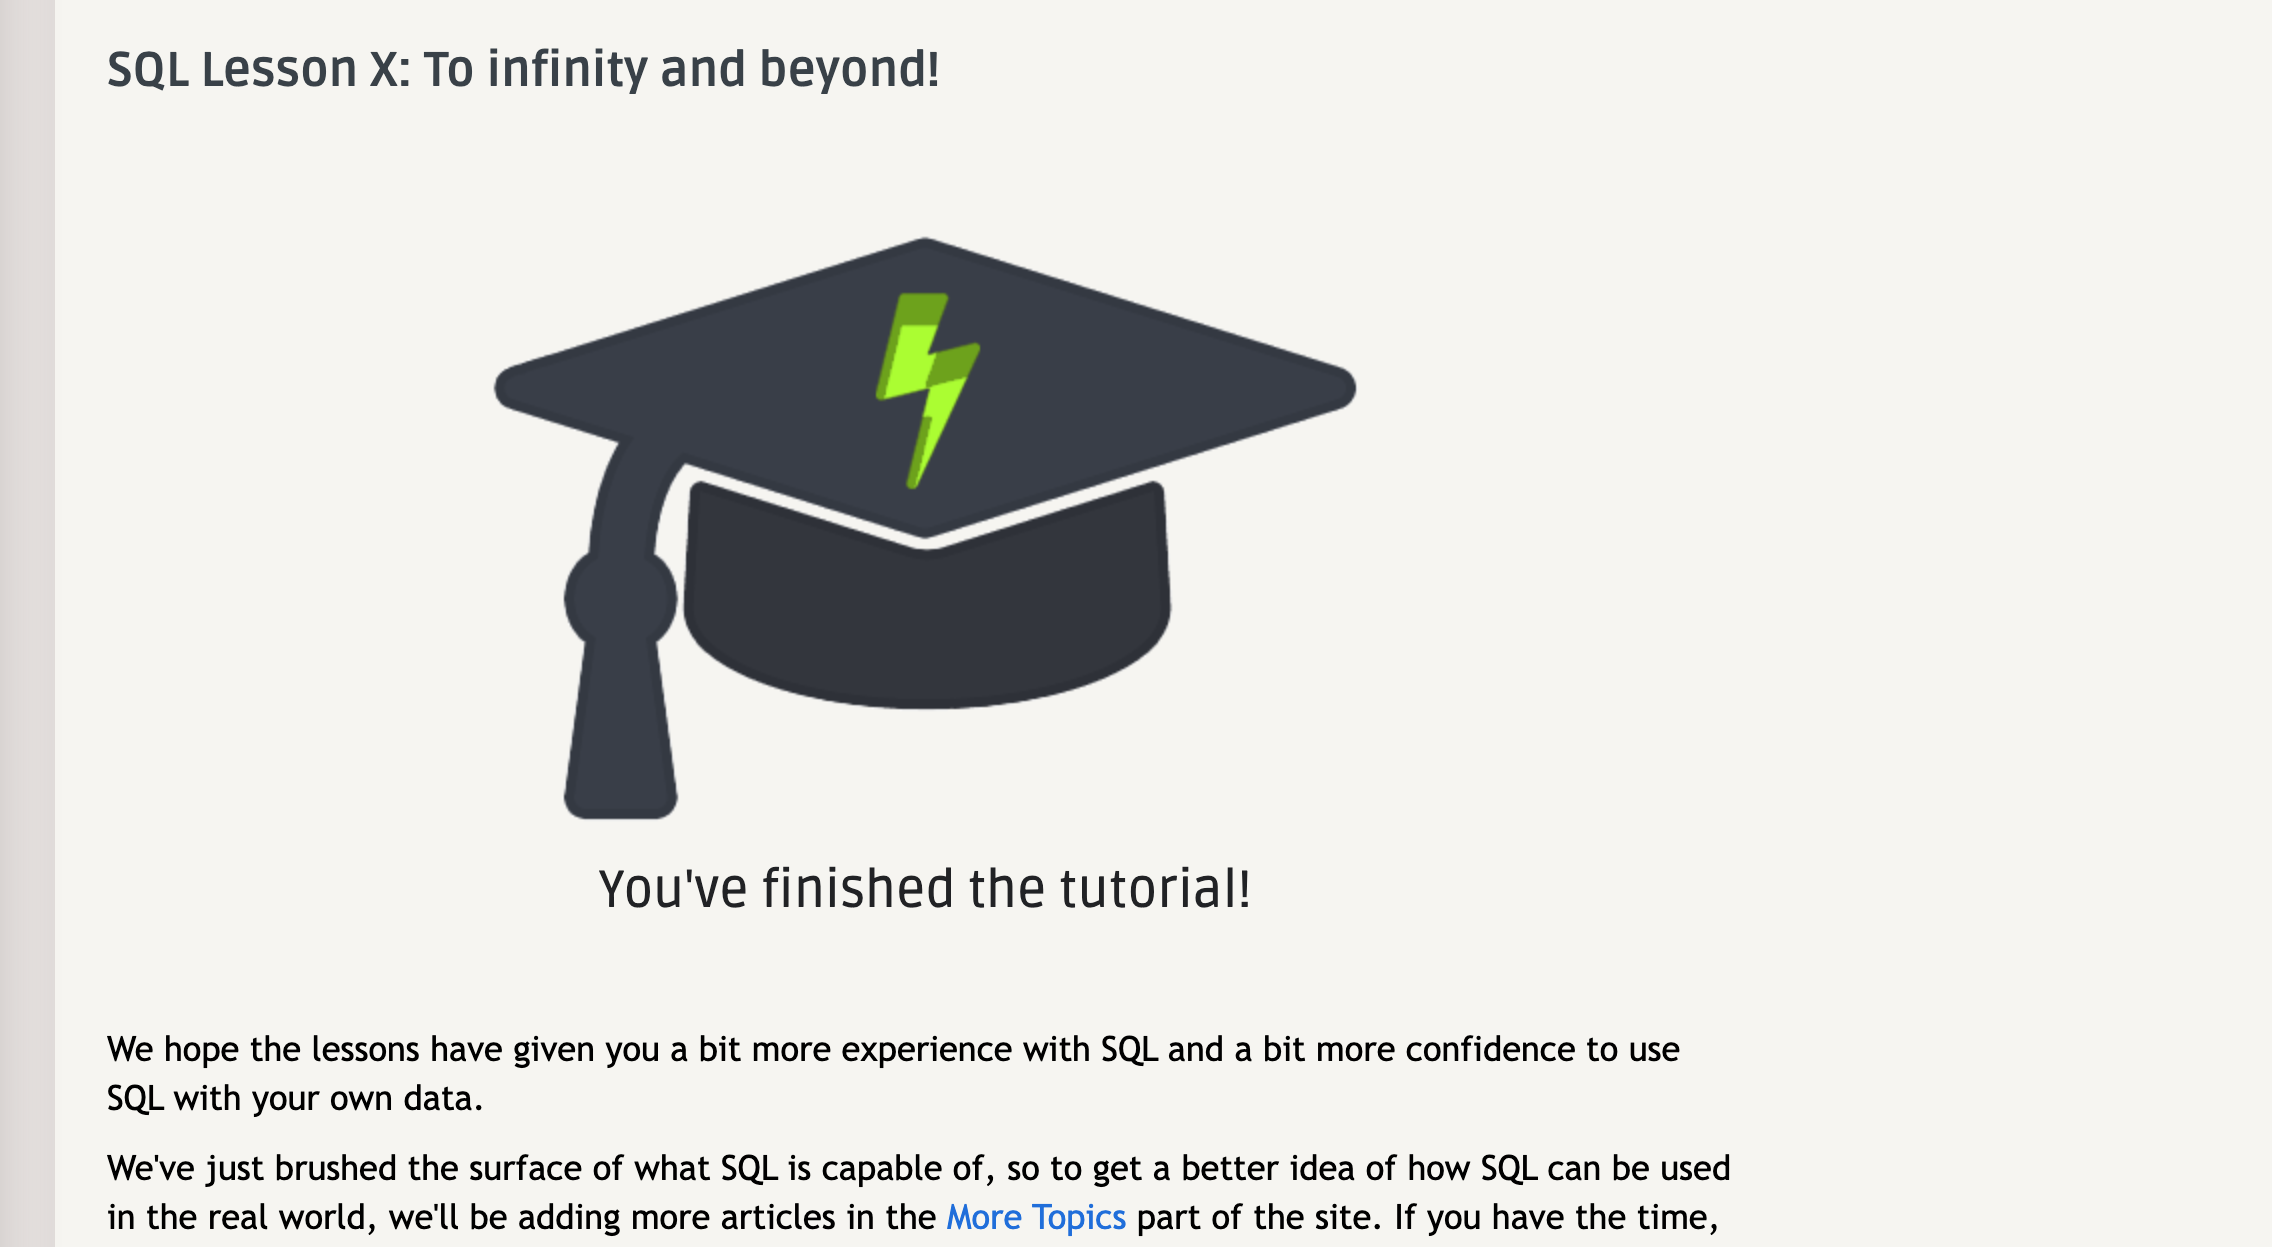 SQL Lesson X: To infinity and beyond!
You've finished the tutorial!
We hope the lessons have given you a bit more experience with SQL and a bit more confidence to use
SQL with your own data.
We've just brushed the surface of what SQL is capable of, so to get a better idea of how SQL can be used
in the real world, we'll be adding more articles in the More Topics part of the site. If you have the time,